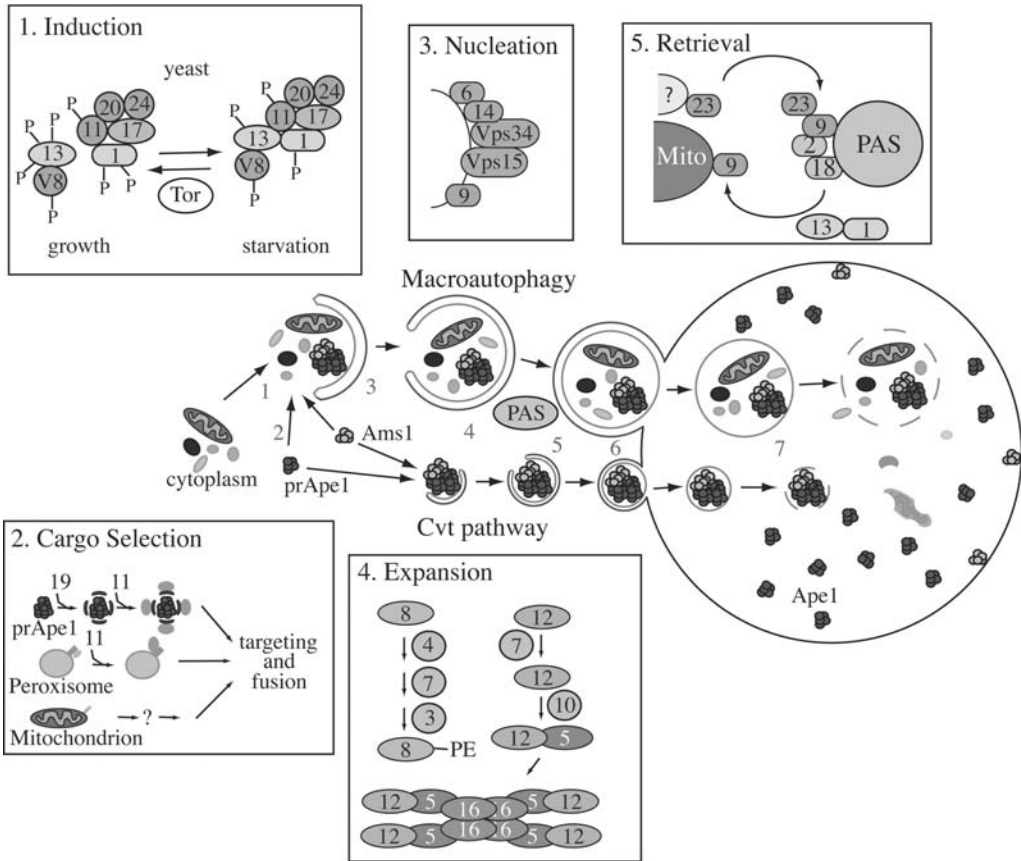 1. Induction
yeast
P
P
P
P
P
P
P
13
V8
11
20
24
17
1
Tor
P
P
P
P
13
V8
11
20
24
17
1
growth
starvation
3. Nucleation
6
14
Vps34
Vps15
9
5. Retrieval
?
23
Mito
9
23
9
2
18
PAS
13
1
Macroautophagy
1
3
4
PAS
2
Ams1
5
6
7
cytoplasm
prApe1
Cvt pathway
Ape1
2. Cargo Selection
19
11
prApe1
11
Peroxisome
targeting
and
fusion
?
Mitochondrion
4. Expansion
8
4
7
3
8
PE
12
7
12
10
12
5
12
5
16
16
5
12
12
5
16
16
5
12